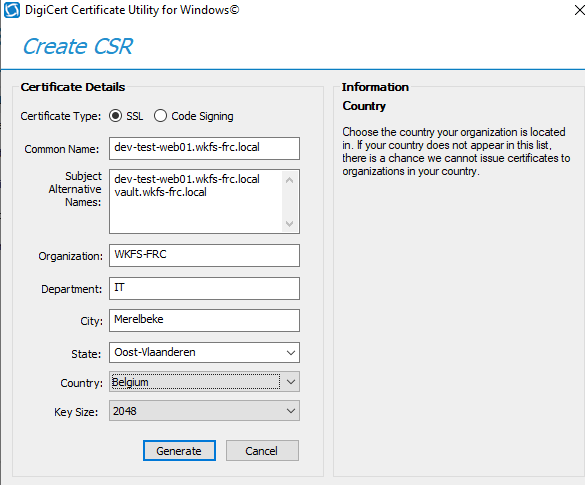 DigiCert Certificate Utility for Windows©
Create CSR
Certificate Details
Certificate Type: SSL Code Signing
Common Name: dev-test-web01.wkfs-frc.local
Subject Alternative Names: dev-test-web01.wkfs-frc.local
vault.wkfs-frc.local
Organization: WKFS-FRC
Department: IT
City: Merelbeke
State: Oost-Vlaanderen
Country: Belgium
Key Size: 2048
Generate Cancel
Information
Country
Choose the country your organization is located
in. If your country does not appear in this list,
there is a chance we cannot issue certificates to
organizations in your country.